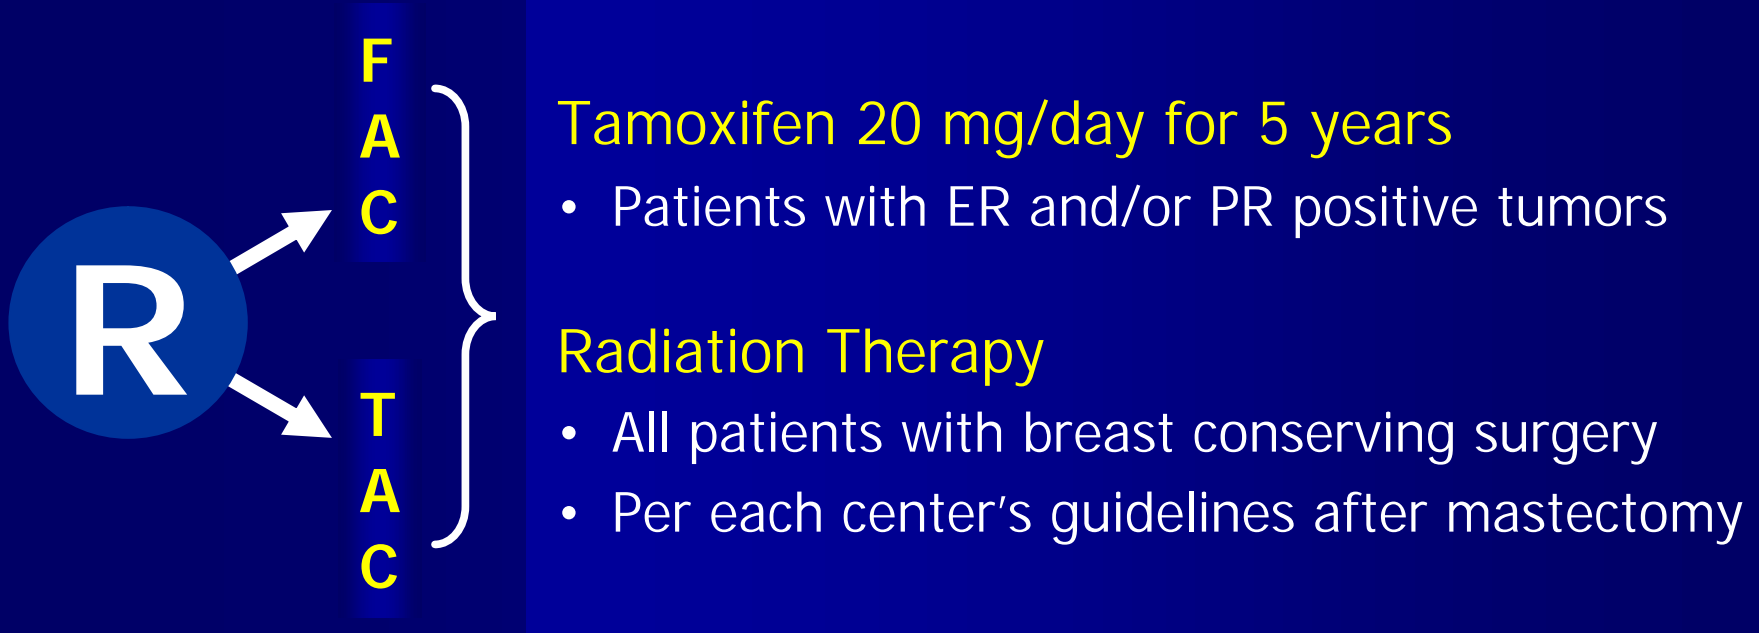 R
F
A
C
T
A
C
Tamoxifen 20 mg/day for 5 years
• Patients with ER and/or PR positive tumors
Radiation Therapy
• All patients with breast conserving surgery
• Per each center's guidelines after mastectomy